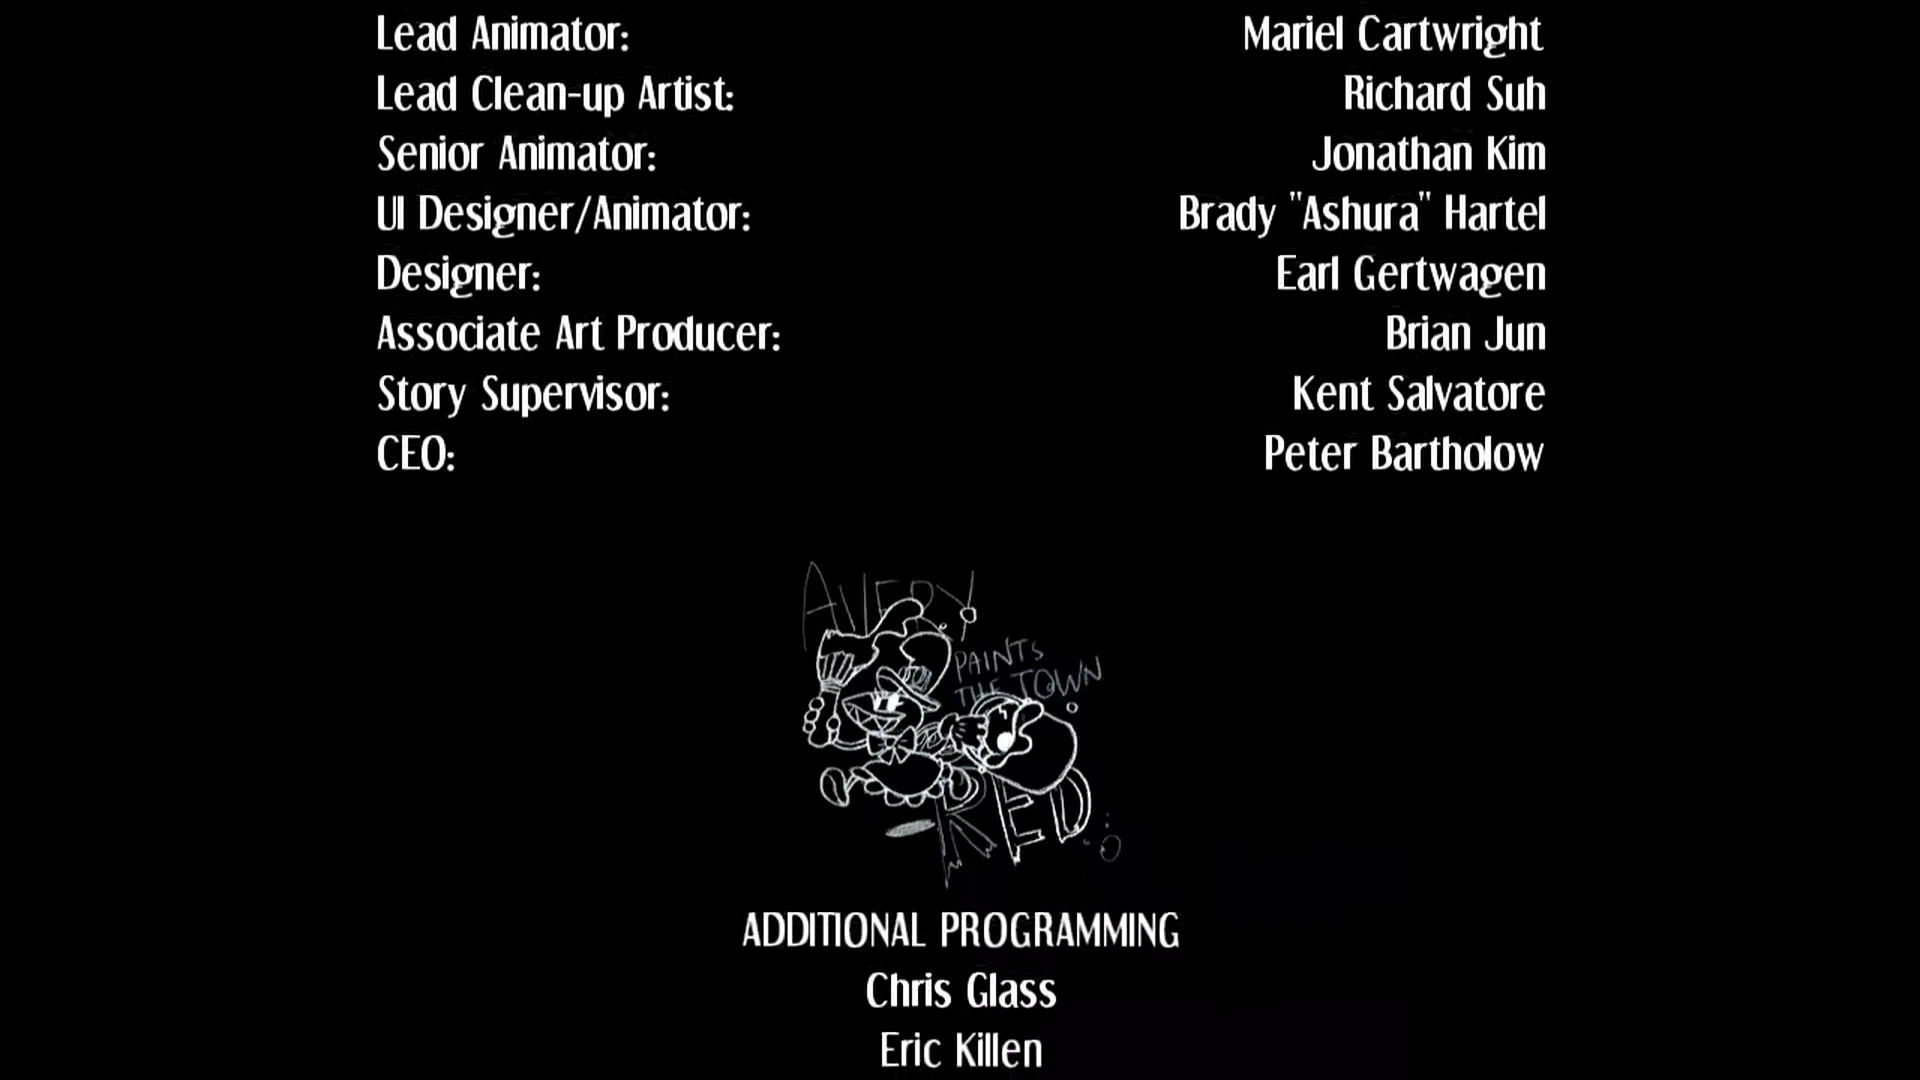 Lead Animator: Mariel Cartwright
Lead Clean-up Artist: Richard Suh
Senior Animator: Jonathan Kim
UI Designer/Animator: Brady "Ashura" Hartel
Designer: Earl Gertwagen
Associate Art Producer: Brian Jun
Story Supervisor: Kent Salvatore
CEO: Peter Bartholow
AVERY
PAINTS
THE TOWN
RED
ADDITIONAL PROGRAMMING
Chris Glass
Eric Killen